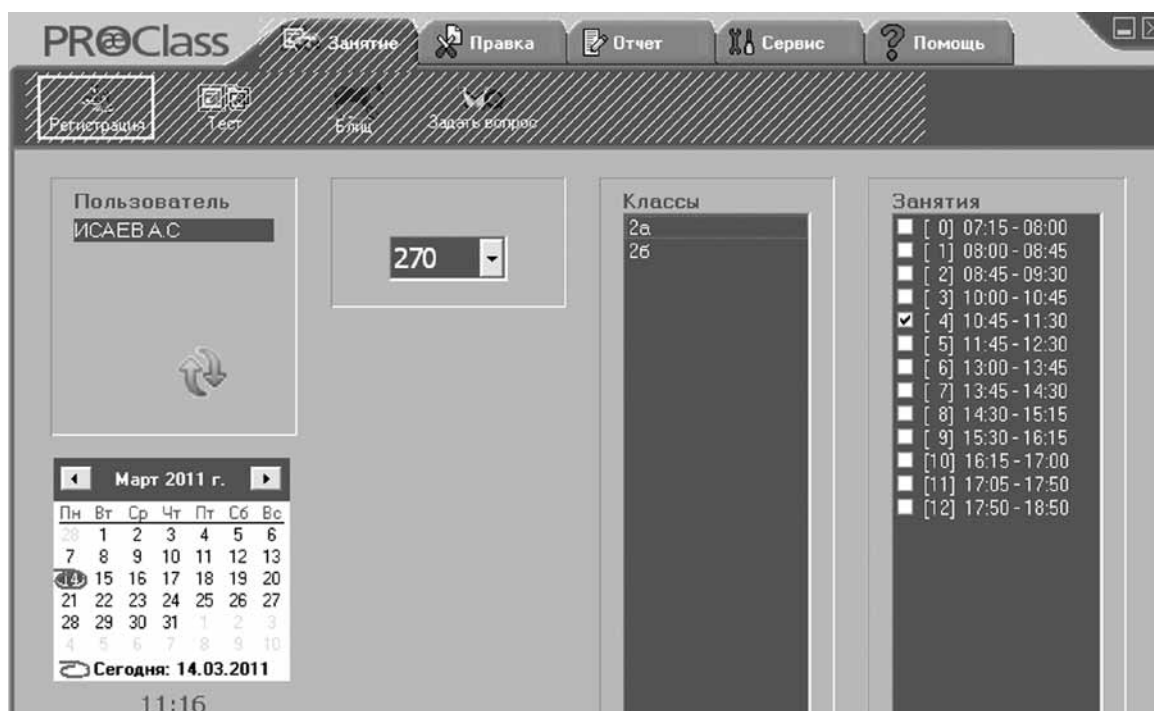 PROClass
Занятие
Правка
Отчет
Сервис
Помощь
Регистрация
Тест
Блиц
Задать вопрос
Пользователь
ИСАЕВ А.С
270
Классы
2а
2б
Занятия
[ 0] 07:15 - 08:00
[ 1] 08:00 - 08:45
[ 2] 08:45 - 09:30
[ 3] 10:00 - 10:45
[ 4] 10:45 - 11:30
[ 5] 11:45 - 12:30
[ 6] 13:00 - 13:45
[ 7] 13:45 - 14:30
[ 8] 14:30 - 15:15
[ 9] 15:30 - 16:15
[10] 16:15 - 17:00
[11] 17:05 - 17:50
[12] 17:50 - 18:50
Март 2011 г.
Пн Вт Ср Чт Пт Сб Вс
28 1 2 3 4 5 6
7 8 9 10 11 12 13
14 15 16 17 18 19 20
21 22 23 24 25 26 27
28 29 30 31 1 2 3
4 5 6 7 8 9 10
Сегодня: 14.03.2011
11:16